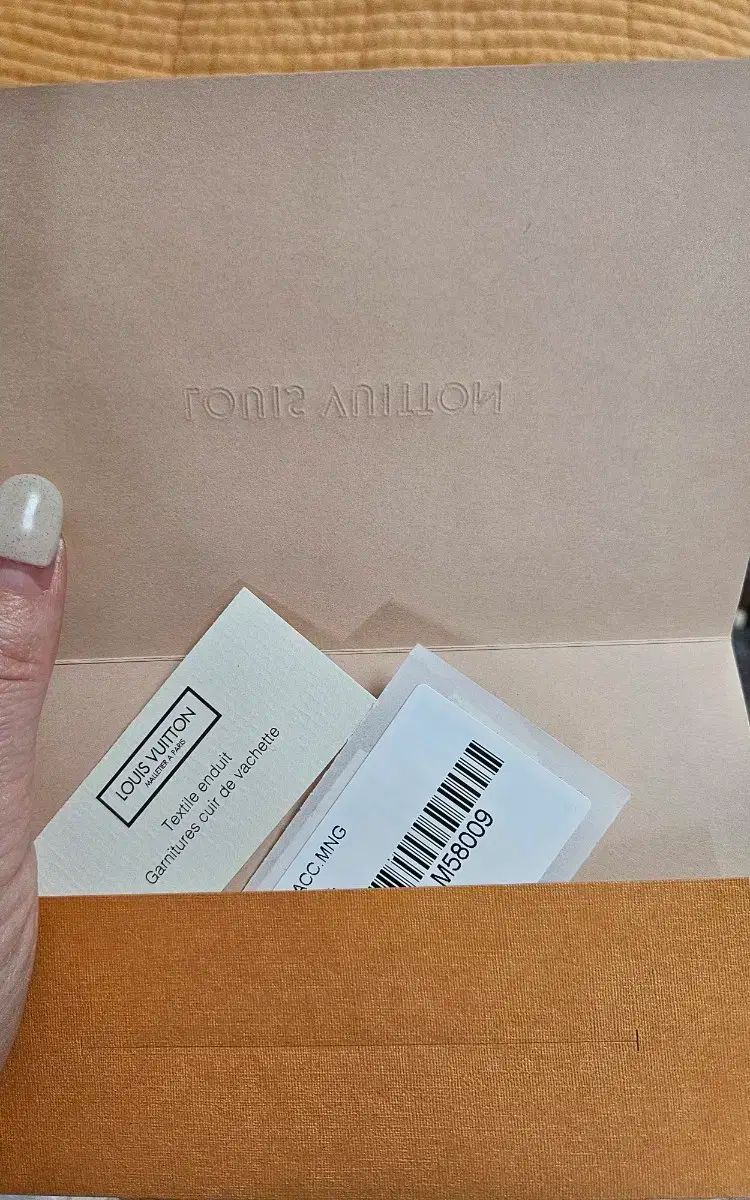 LOUIS VUITTON
LOUIS VUITTON
MALLETIER A PARIS
Textile enduit
Garnitures cuir de vachette
ACC.MNG
M58009